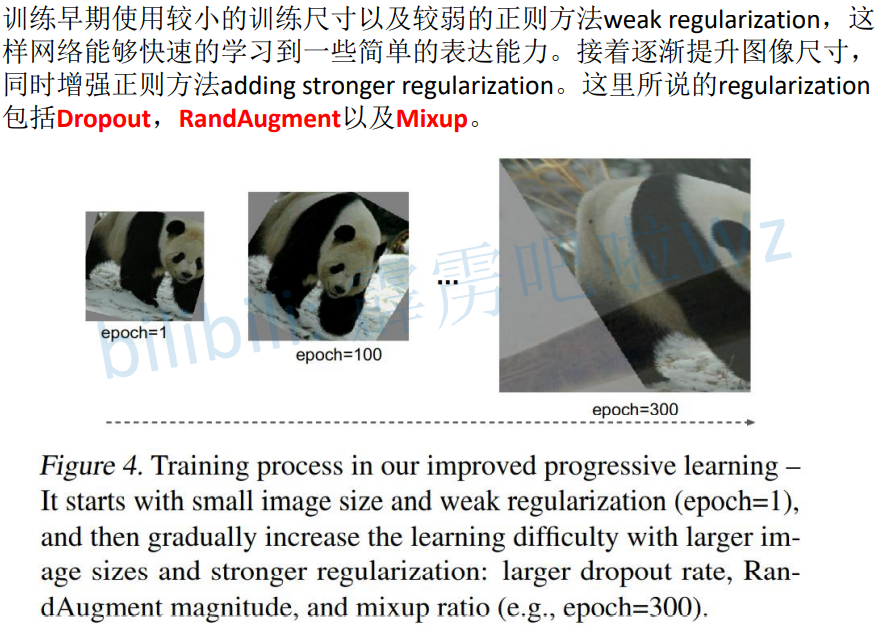 训练早期使用较小的训练尺寸以及较弱的正则方法weak regularization，这
样网络能够快速的学习到一些简单的表达能力。接着逐渐提升图像尺寸，
同时增强正则方法adding stronger regularization。这里所说的regularization
包括Dropout，RandAugment以及Mixup。
epoch=1
epoch=100
...
epoch=300
bilibili 霹雳吧啦Wz
Figure 4. Training process in our improved progressive learning –
It starts with small image size and weak regularization (epoch=1),
and then gradually increase the learning difficulty with larger im-
age sizes and stronger regularization: larger dropout rate, Ran-
dAugment magnitude, and mixup ratio (e.g., epoch=300).